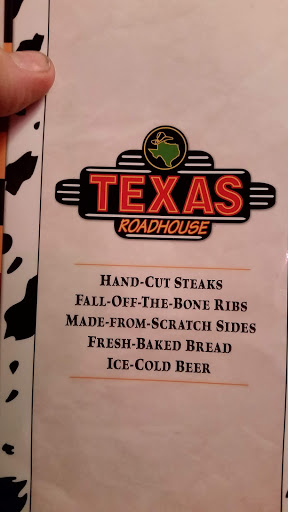 TEXAS
ROADHOUSE
HAND-CUT STEAKS
FALL-OFF-THE-BONE RIBS
MADE-FROM-SCRATCH SIDES
FRESH-BAKED BREAD
ICE-COLD BEER